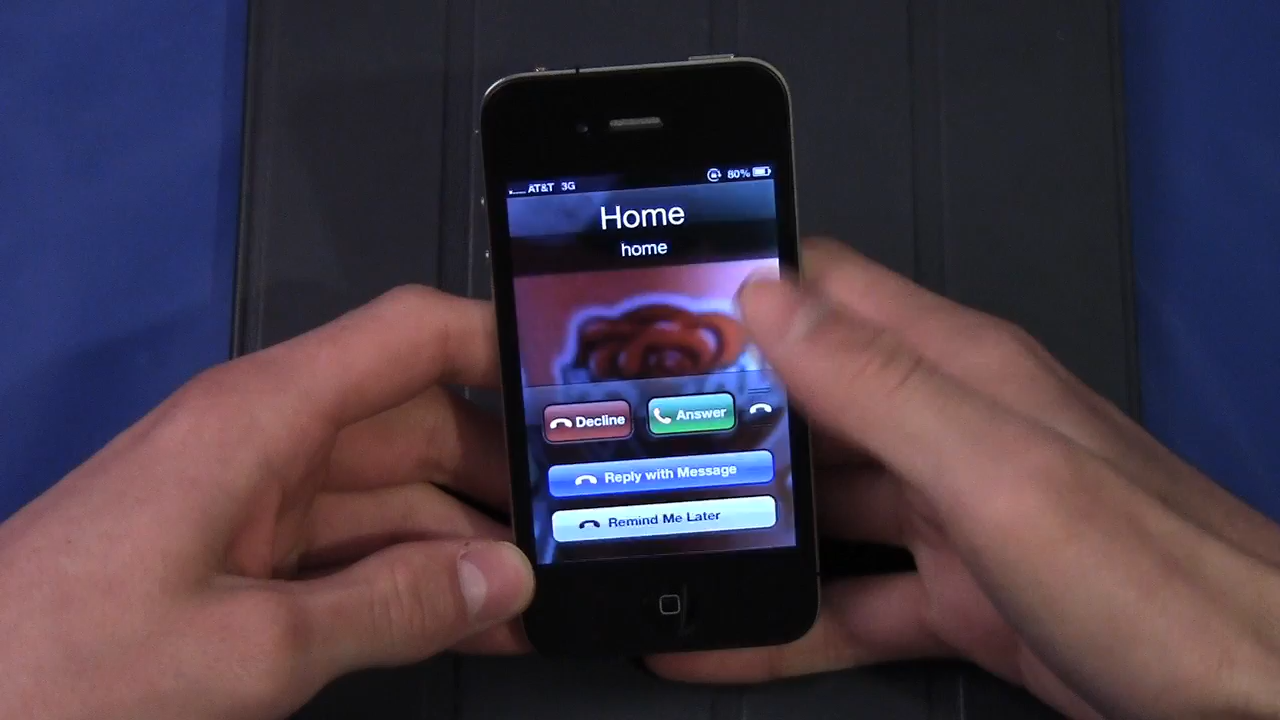 AT&T 3G 80%
Home
home
Decline Answer
Reply with Message
Remind Me Later